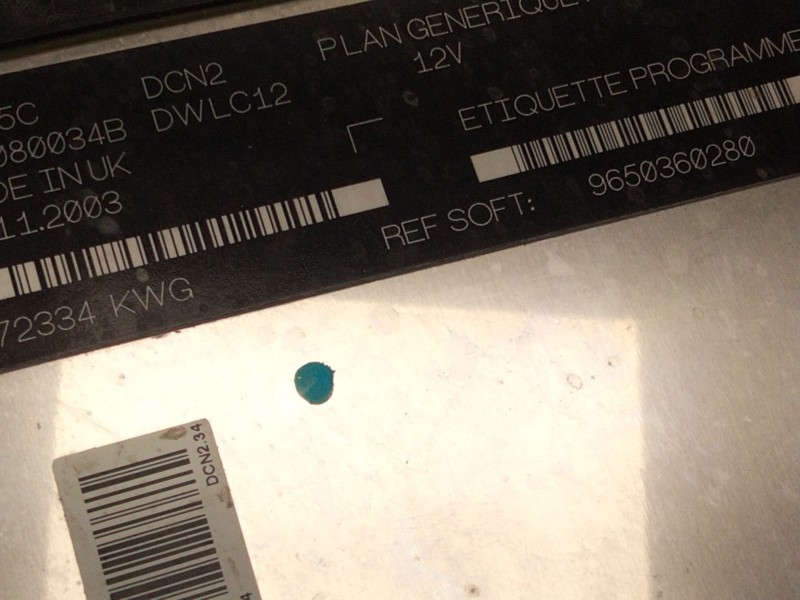 5C
DCN2
PLAN GENERIQUE
080034B
DWLC12
12V
DE IN UK
ETIQUETTE PROGRAMME
11.2003
REF SOFT: 9650360280
72334 KWG
DCN2.34